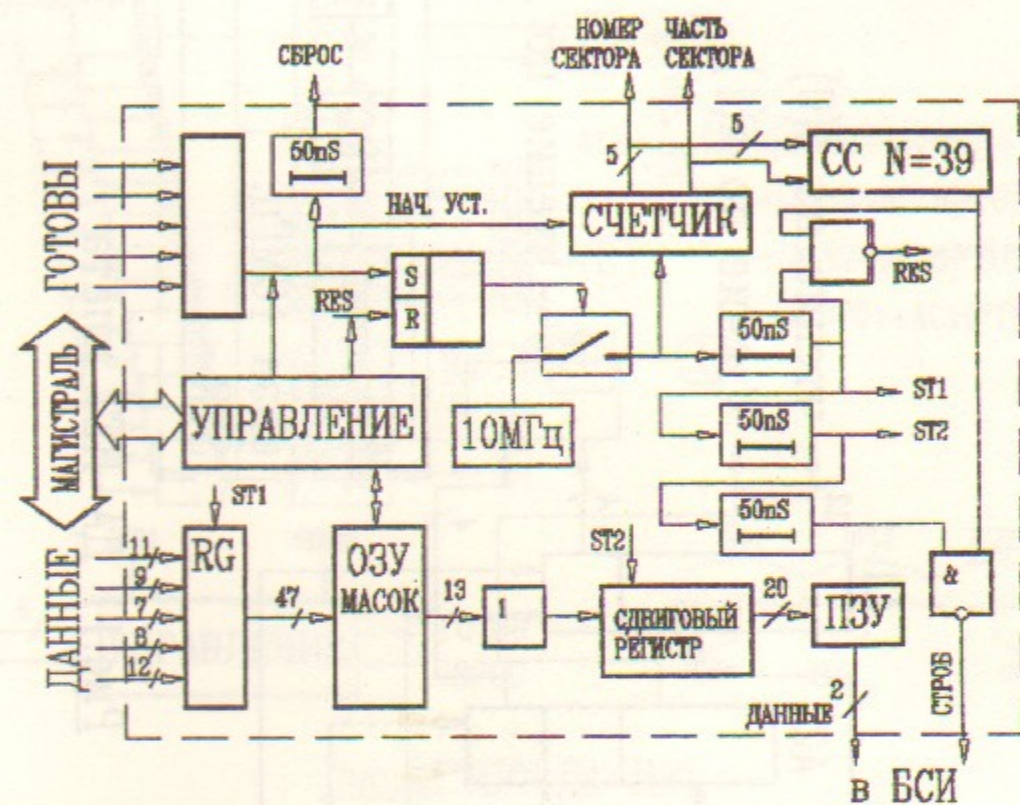 НОМЕР ЧАСТЬ
СБРОС
СЕКТОРА СЕКТОРА
5
50nS
5
CC N=39
ГОТОВЫ
НАЧ. УСТ.
СЧЕТЧИК
S
RES
R
RES
50nS
МАГИСТРАЛЬ
УПРАВЛЕНИЕ
10МГц
ST1
50nS
ST2
ST1
50nS
ДАННЫЕ
11
RG
ОЗУ
МАСОК
ST2
9
7
8
12
47
13
1
СДВИГОВЫЙ
РЕГИСТР
20
ПЗУ
&
2
ДАННЫЕ
СТРОБ
В БСИ